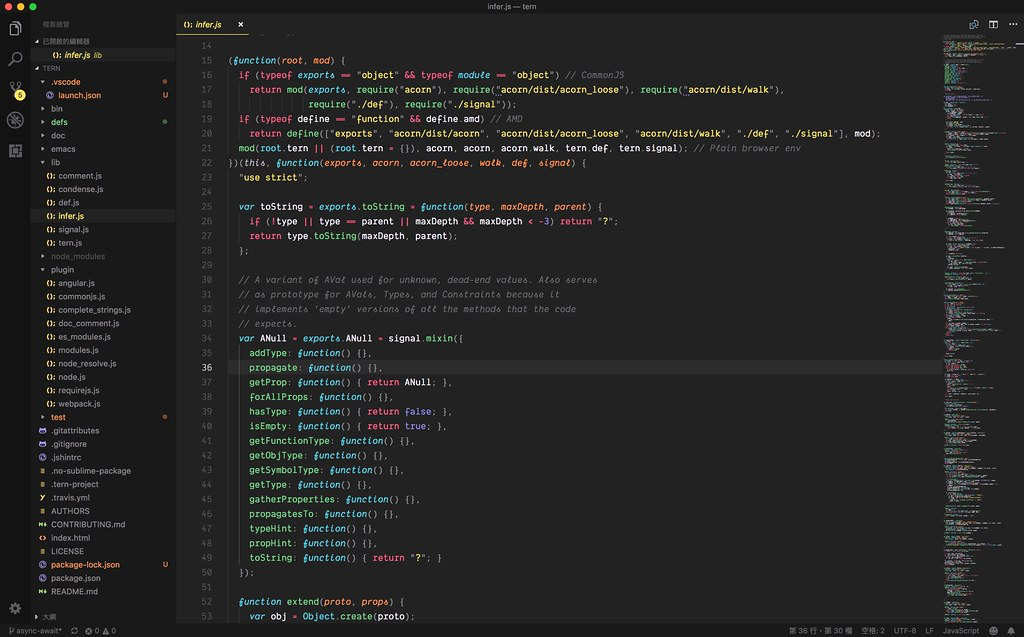 infer.js — tern
檔案總管
已開啟的編輯器
{}; infer.js lib
TERN
.vscode
launch.json U
bin
defs
doc
emacs
lib
{}; comment.js
{}; condense.js
{}; def.js
{}; infer.js
{}; signal.js
{}; tern.js
node_modules
plugin
{}; angular.js
{}; commonjs.js
{}; complete_strings.js
{}; doc_comment.js
{}; es_modules.js
{}; modules.js
{}; node_resolve.js
{}; node.js
{}; requirejs.js
{}; webpack.js
test
.gitattributes
.gitignore
.jshintrc
.no-sublime-package
.tern-project
.travis.yml
AUTHORS
CONTRIBUTING.md
index.html
LICENSE
package-lock.json U
package.json
README.md
大綱
5
{}; infer.js ×
14
15 (function(root, mod) {
16 if (typeof exports == "object" && typeof module == "object") // CommonJS
17 return mod(exports, require("acorn"), require("acorn/dist/acorn_loose"), require("acorn/dist/walk"),
18 require("./def"), require("./signal"));
19 if (typeof define == "function" && define.amd) // AMD
20 return define(["exports", "acorn/dist/acorn", "acorn/dist/acorn_loose", "acorn/dist/walk", "./def", "./signal"], mod);
21 mod(root.tern || (root.tern = {}), acorn, acorn, acorn.walk, tern.def, tern.signal); // Plain browser env
22 })(this, function(exports, acorn, acorn_loose, walk, def, signal) {
23 "use strict";
24
25 var toString = exports.toString = function(type, maxDepth, parent) {
26 if (!type || type == parent || maxDepth && maxDepth < -3) return "?";
27 return type.toString(maxDepth, parent);
28 };
29
30 // A variant of AVal used for unknown, dead-end values. Also serves
31 // as prototype for AVals, Types, and Constraints because it
32 // implements 'empty' versions of all the methods that the code
33 // expects.
34 var ANull = exports.ANull = signal.mixin({
35 addType: function() {},
36 propagate: function() {},
37 getProp: function() { return ANull; },
38 forAllProps: function() {},
39 hasType: function() { return false; },
40 isEmpty: function() { return true; },
41 getFunctionType: function() {},
42 getObjType: function() {},
43 getSymbolType: function() {},
44 getType: function() {},
45 gatherProperties: function() {},
46 propagatesTo: function() {},
47 typeHint: function() {},
48 propHint: function() {},
49 toString: function() { return "?"; }
50 });
51
52 function extend(proto, props) {
53 var obj = Object.create(proto);
async-await* 0 0 第 36 行，第 30 欄 空格: 2 UTF-8 LF JavaScript